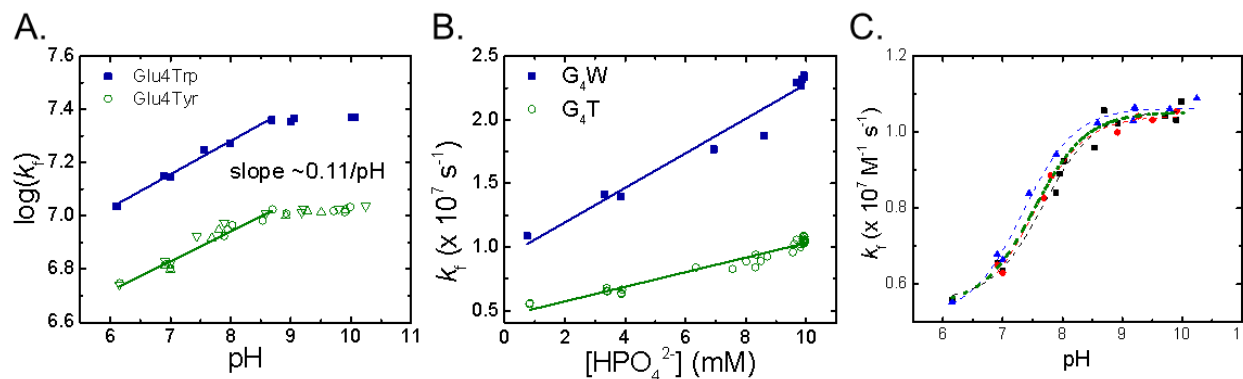 A.
7.6
7.4
7.2
7.0
6.8
6.6
log(kf)
Glu4Trp
Glu4Tyr
slope ~0.11/pH
6 7 8 9 10 11
pH
B.
2.5
2.0
1.5
1.0
0.5
kf (x 10⁷ s⁻¹)
G₄W
G₄T
0 2 4 6 8 10
[HPO₄²⁻] (mM)
C.
1.2
1.0
0.8
0.6
kf (x 10⁷ M⁻¹ s⁻¹)
6 7 8 9 10 1
pH